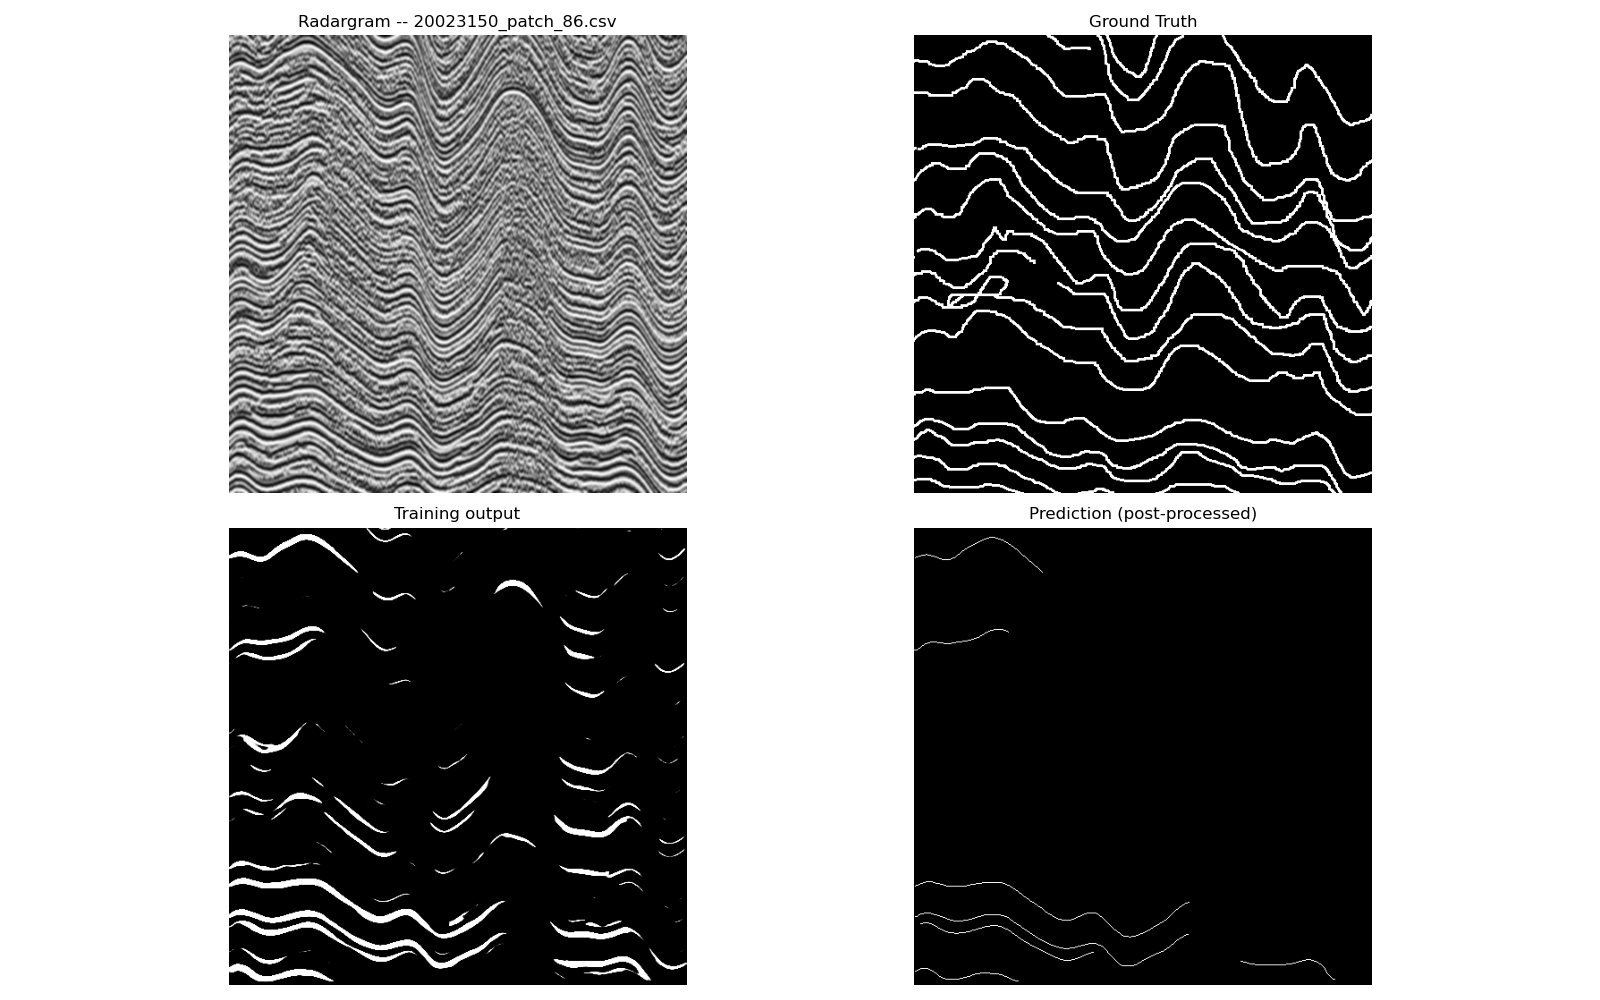 Radargram -- 20023150_patch_86.csv
Ground Truth
Training output
Prediction (post-processed)